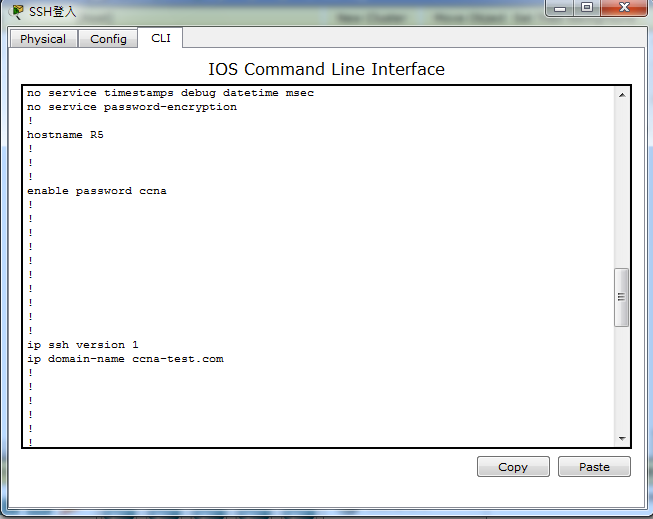 SSH登入
New Cluster
Physical Config CLI
IOS Command Line Interface
no service timestamps debug datetime msec
no service password-encryption
!
hostname R5
!
!
!
enable password ccna
!
!
!
!
!
!
!
!
!
!
ip ssh version 1
ip domain-name ccna-test.com
!
!
!
!
!
!
Copy Paste